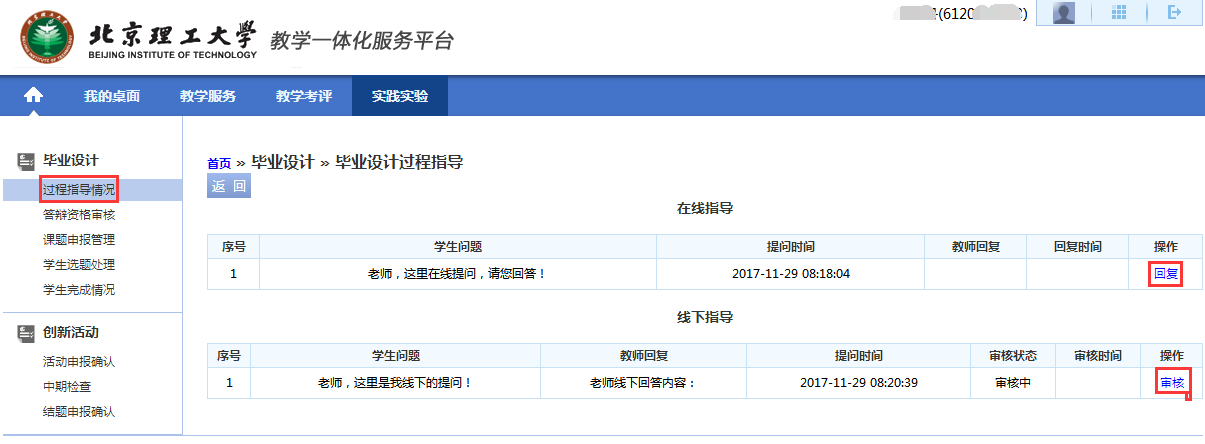 北京理工大学
BEIJING INSTITUTE OF TECHNOLOGY
教学一体化服务平台
(6120
)
我的桌面 教学服务 教学考评 实践实验
毕业设计
过程指导情况
答辩资格审核
课题申报管理
学生选题处理
学生完成情况
创新活动
活动申报确认
中期检查
结题申报确认
首页 » 毕业设计 » 毕业设计过程指导
返 回
在线指导
序号 学生问题 提问时间 教师回复 回复时间 操作
1 老师，这里在线提问，请您回答！ 2017-11-29 08:18:04 回复
线下指导
序号 学生问题 教师回复 提问时间 审核状态 审核时间 操作
1 老师，这里是我线下的提问！ 老师线下回答内容： 2017-11-29 08:20:39 审核中 审核